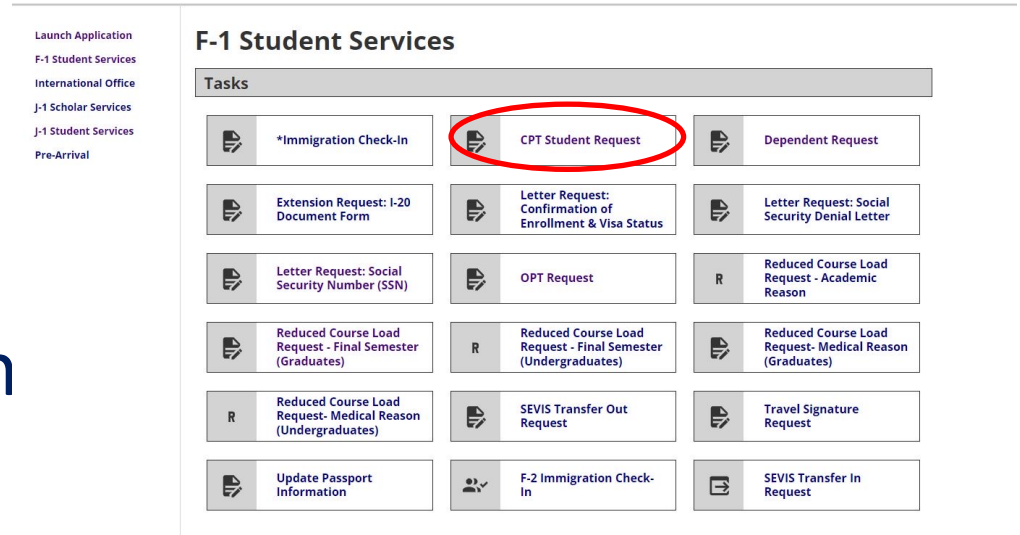 Launch Application
F-1 Student Services
International Office
J-1 Scholar Services
J-1 Student Services
Pre-Arrival
F-1 Student Services
Tasks
*Immigration Check-In
CPT Student Request
Dependent Request
Extension Request: I-20
Document Form
Letter Request:
Confirmation of
Enrollment & Visa Status
Letter Request: Social
Security Denial Letter
Letter Request: Social
Security Number (SSN)
OPT Request
R
Reduced Course Load
Request - Academic
Reason
Reduced Course Load
Request - Final Semester
(Graduates)
R
Reduced Course Load
Request - Final Semester
(Undergraduates)
Reduced Course Load
Request- Medical Reason
(Graduates)
R
Reduced Course Load
Request- Medical Reason
(Undergraduates)
SEVIS Transfer Out
Request
Travel Signature
Request
Update Passport
Information
F-2 Immigration Check-
In
SEVIS Transfer In
Request